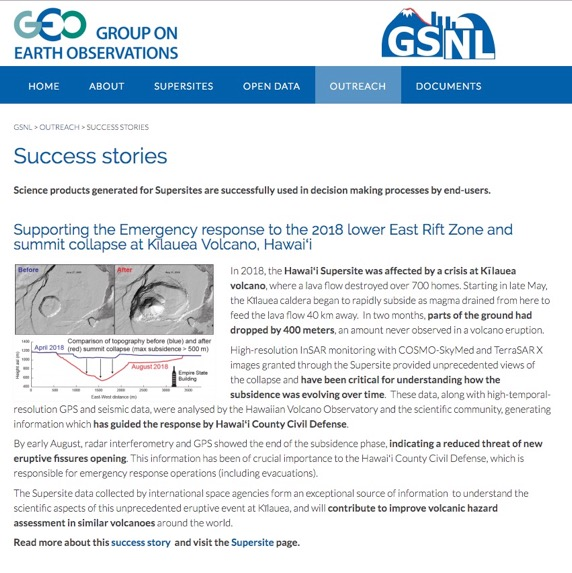 GEO GROUP ON
EARTH OBSERVATIONS
GSNL
HOME ABOUT SUPERSITES OPEN DATA OUTREACH DOCUMENTS
GSNL > OUTREACH > SUCCESS STORIES
Success stories
Science products generated for Supersites are successfully used in decision making processes by end-users.
Supporting the Emergency response to the 2018 lower East Rift Zone and
summit collapse at Kīlauea Volcano, Hawaiʻi
Before
After
Comparison of topography before (blue) and after
(red) summit collapse (max subsidence > 500 m)
April 2018
August 2018
Empire State
Building
East-West distance (m)
In 2018, the Hawaiʻi Supersite was affected by a crisis at Kīlauea
volcano, where a lava flow destroyed over 700 homes. Starting in late May,
the Kīlauea caldera began to rapidly subside as magma drained from here to
feed the lava flow 40 km away. In two months, parts of the ground had
dropped by 400 meters, an amount never observed in a volcano eruption.
High-resolution InSAR monitoring with COSMO-SkyMed and TerraSAR X
images granted through the Supersite provided unprecedented views of
the collapse and have been critical for understanding how the
subsidence was evolving over time. These data, along with high-temporal-
resolution GPS and seismic data, were analysed by the Hawaiian Volcano Observatory and the scientific community, generating
information which has guided the response by Hawaiʻi County Civil Defense.
By early August, radar interferometry and GPS showed the end of the subsidence phase, indicating a reduced threat of new
eruptive fissures opening. This information has been of crucial importance to the Hawaiʻi County Civil Defense, which is
responsible for emergency response operations (including evacuations).
The Supersite data collected by international space agencies form an exceptional source of information to understand the
scientific aspects of this unprecedented eruptive event at Kīlauea, and will contribute to improve volcanic hazard
assessment in similar volcanoes around the world.
Read more about this success story and visit the Supersite page.